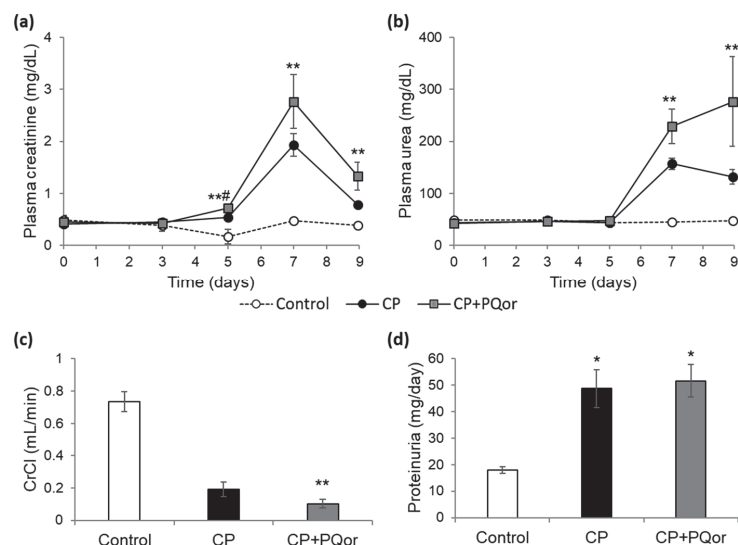 (a)
Plasma creatinine (mg/dL)
4
3
2
1
0
**#
**
**
0 1 2 3 4 5 6 7 8 9
Time (days)
(b)
Plasma urea (mg/dL)
400
300
200
100
0
**
**
0 1 2 3 4 5 6 7 8 9
Time (days)
Control CP CP+PQor
(c)
CrCl (mL/min)
1
0.8
0.6
0.4
0.2
0
**
Control CP CP+PQor
(d)
Proteinuria (mg/day)
60
50
40
30
20
10
0
*
*
Control CP CP+PQor